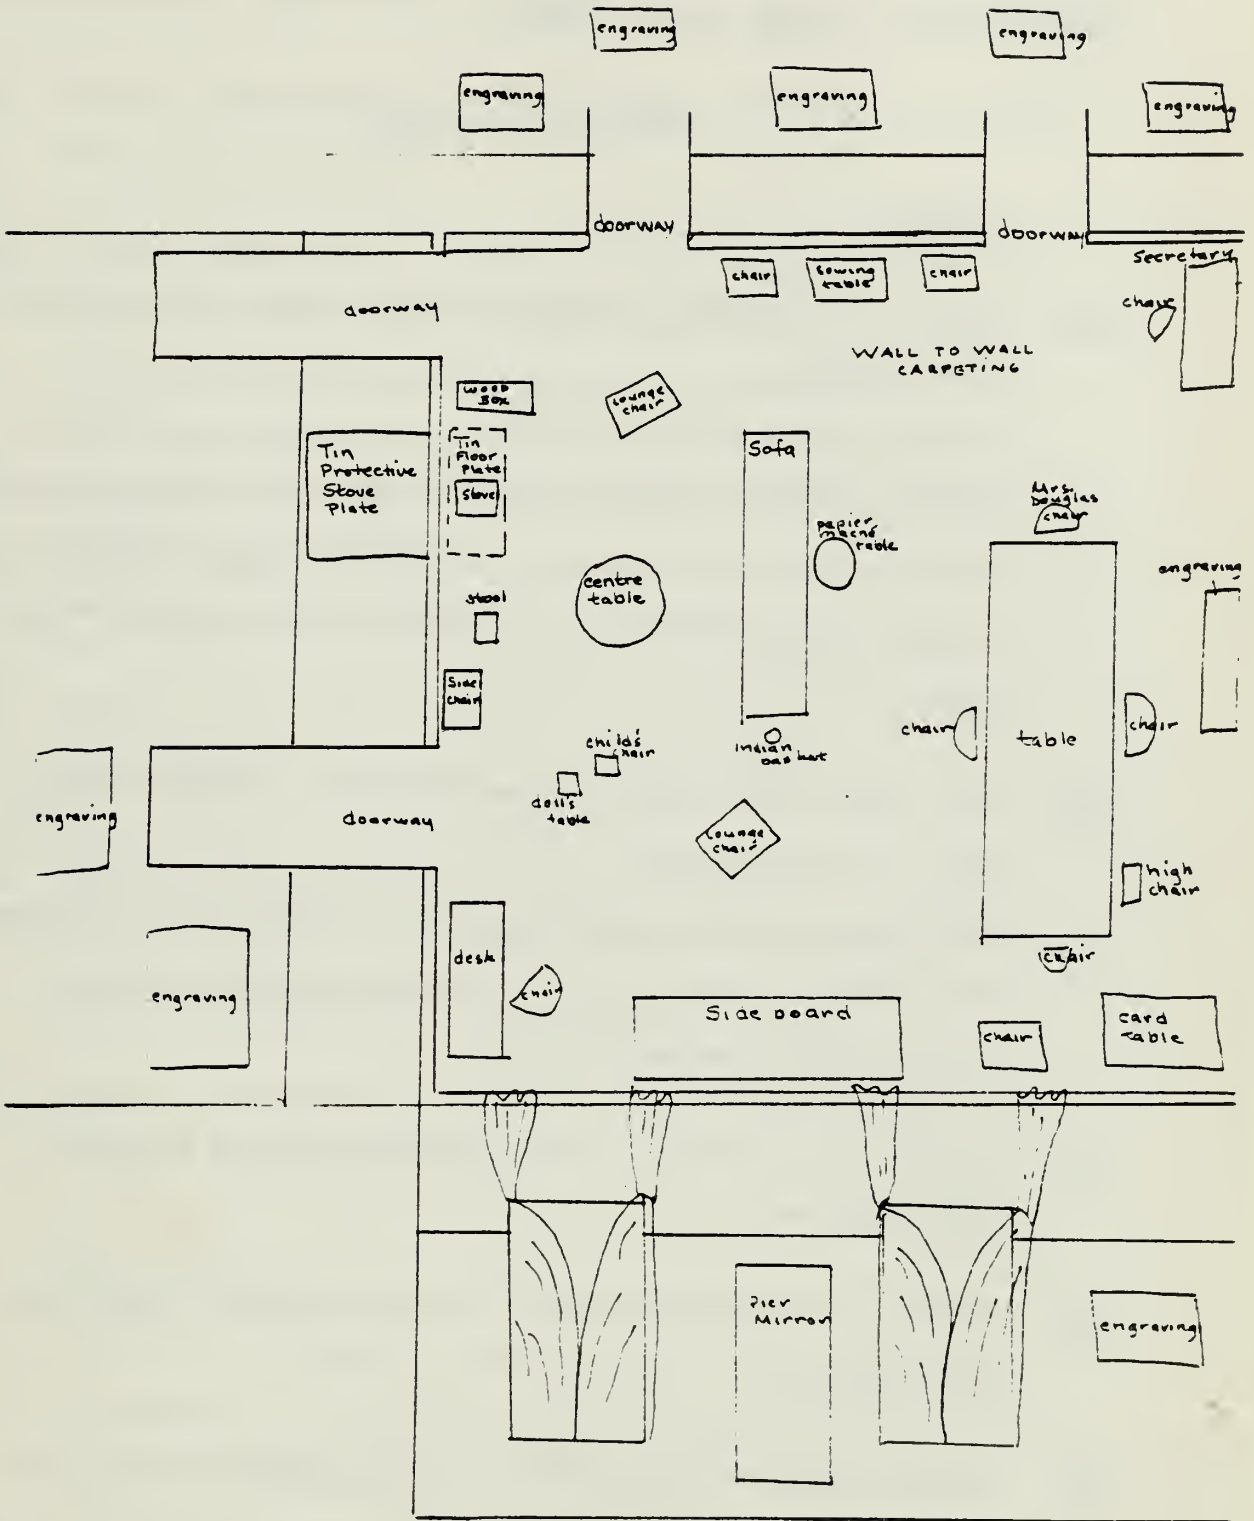 engraving
engraving
engraving
engraving
engraving
doorway
doorway
doorway
chair
Sewing
table
chair
Secretary
chair
WALL TO WALL
CARPETING
WOOD
BOX
Lounge
chair
Tin
Protective
Stove
Plate
Tin
Floor
Plate
Stove
Sofa
Mrs.
Douglas
chair
papier
maché
table
centre
table
engraving
stool
Side
chair
chair
table
chair
child's
chair
Indian
basket
doll's
table
engraving
doorway
Lounge
chair
high
chair
desk
chair
engraving
chair
Side board
chair
card
table
Pier
Mirror
engraving